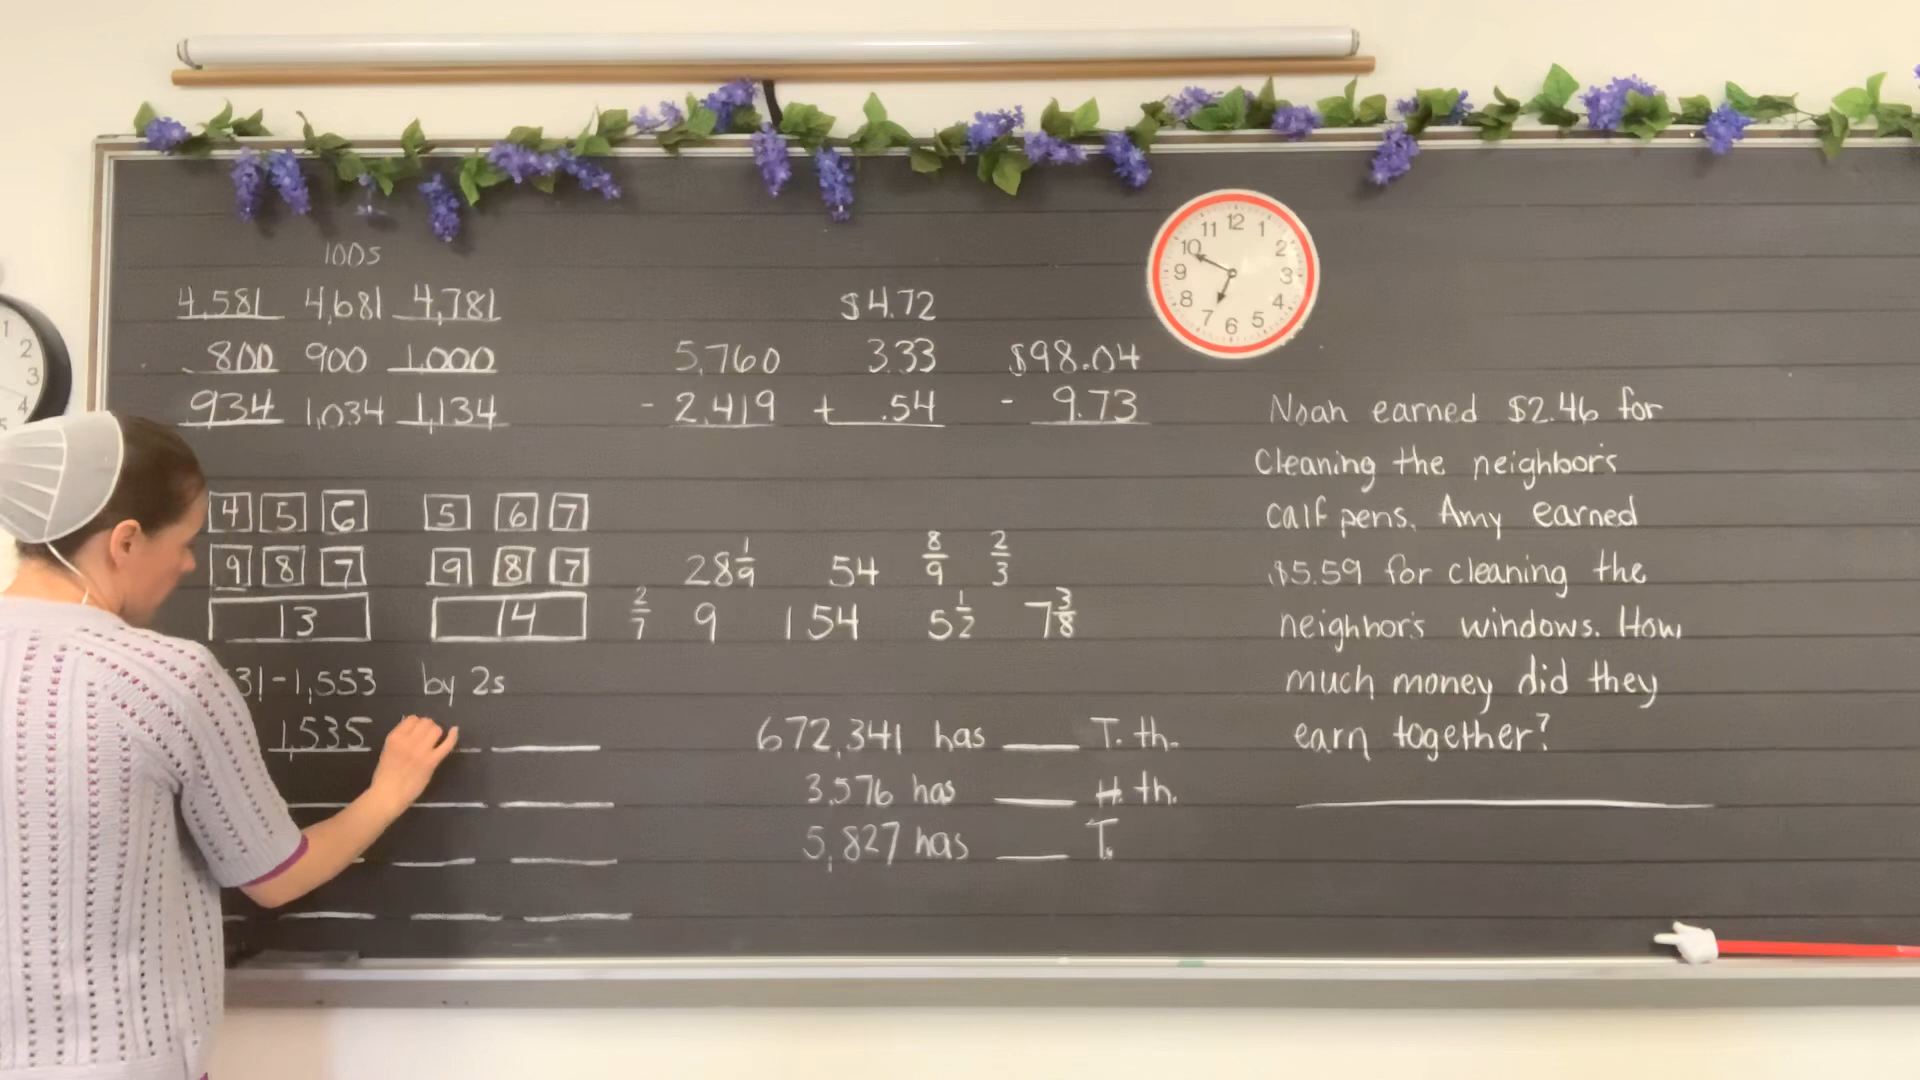 100s
4,581 4,681 4,781
800 900 1,000
934 1,034 1,134
4 5 6 5 6 7
9 8 7 9 8 7
13 14
31-1,553 by 2s
1,535
$4.72
5,760 3.33 $98.04
- 2,419 + .54 - 9.73
28 1/9 54 8/9 2/3
2/7 9 154 5 1/2 7 3/8
672,341 has ___ T. th.
3,576 has ___ H. th.
5,827 has ___ T.
11 12 1
10 2
9 3
8 4
7 6 5
Noah earned $2.46 for
cleaning the neighbor's
calf pens. Amy earned
$5.59 for cleaning the
neighbor's windows. How
much money did they
earn together?
1
2
3
4